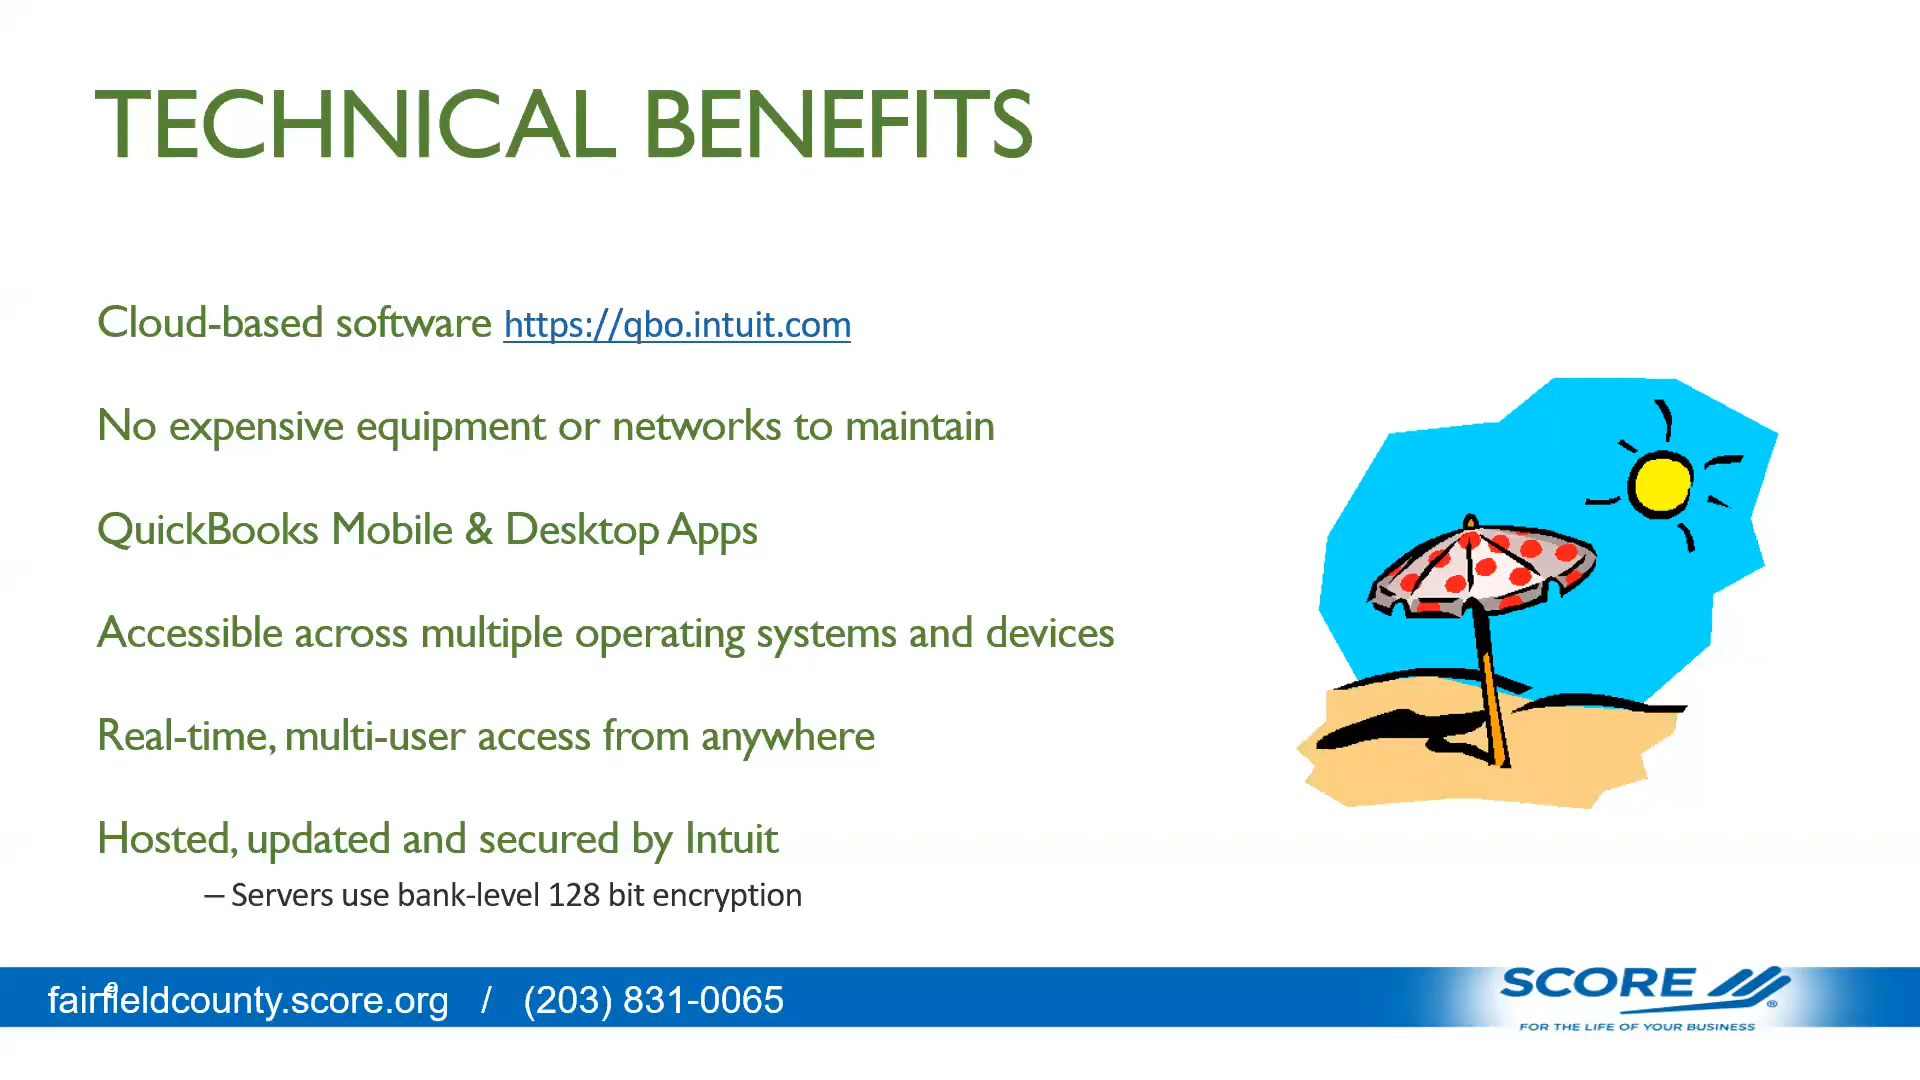 TECHNICAL BENEFITS
Cloud-based software https://qbo.intuit.com
No expensive equipment or networks to maintain
QuickBooks Mobile & Desktop Apps
Accessible across multiple operating systems and devices
Real-time, multi-user access from anywhere
Hosted, updated and secured by Intuit
– Servers use bank-level 128 bit encryption
fairfieldcounty.score.org / (203) 831-0065
SCORE ®
FOR THE LIFE OF YOUR BUSINESS